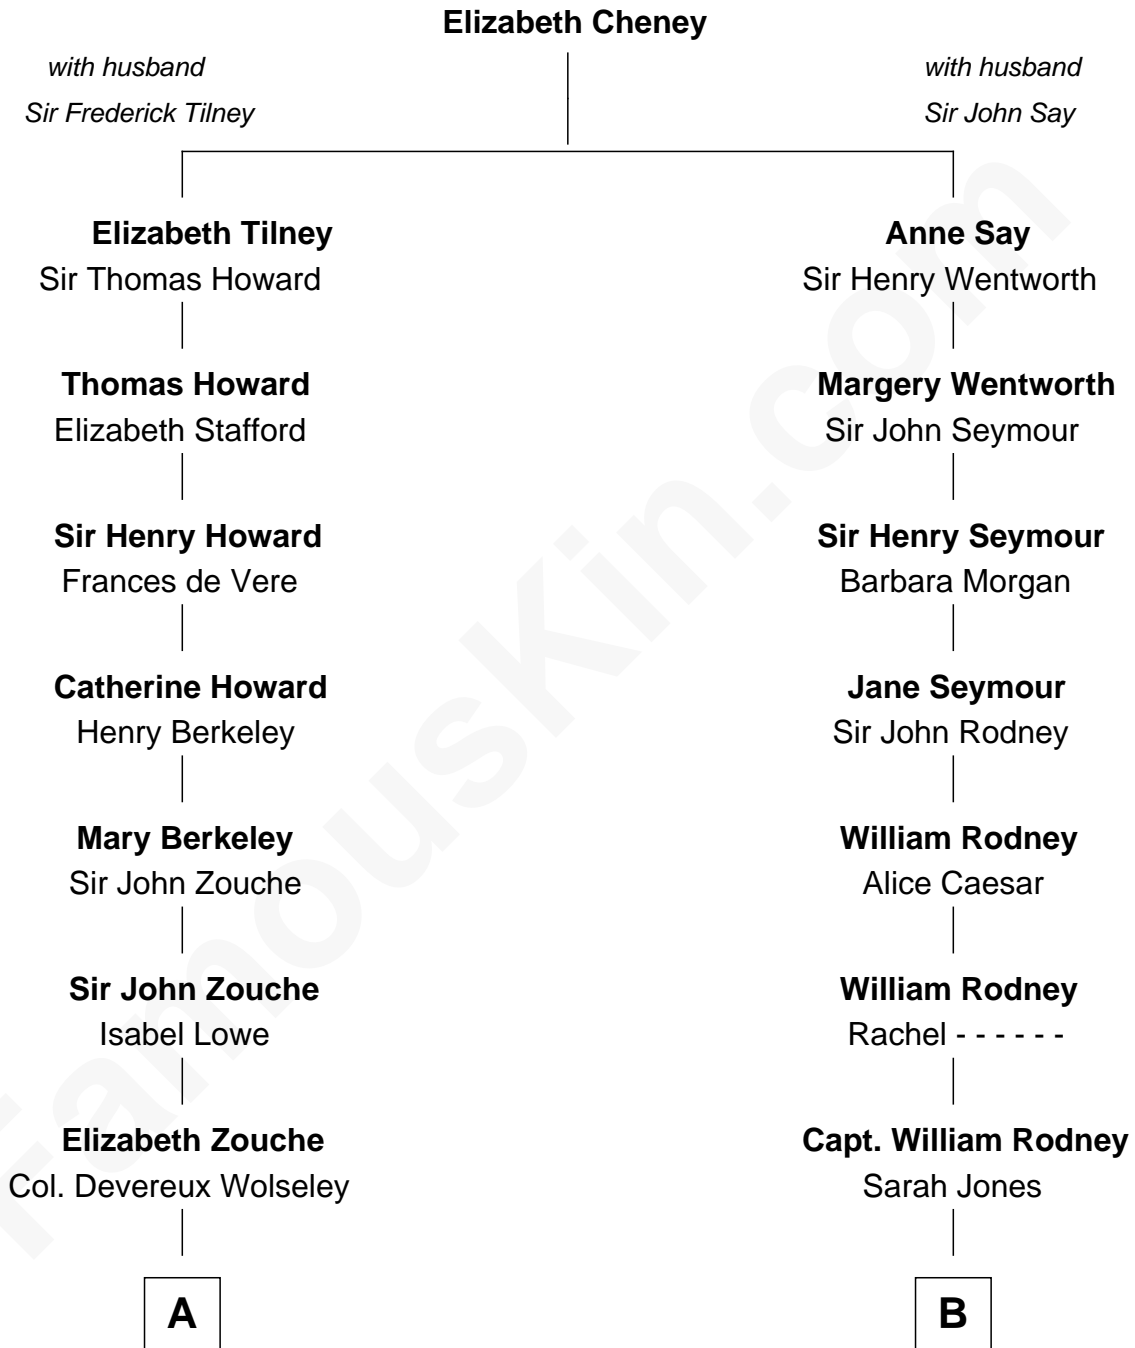 Elizabeth Cheney
with husband
Sir Frederick Tilney
with husband
Sir John Say
Elizabeth Tilney
Sir Thomas Howard
Anne Say
Sir Henry Wentworth
Thomas Howard
Elizabeth Stafford
Margery Wentworth
Sir John Seymour
Sir Henry Howard
Frances de Vere
Sir Henry Seymour
Barbara Morgan
Catherine Howard
Henry Berkeley
Jane Seymour
Sir John Rodney
Mary Berkeley
Sir John Zouche
William Rodney
Alice Caesar
Sir John Zouche
Isabel Lowe
William Rodney
Rachel - - - - - -
Elizabeth Zouche
Col. Devereux Wolseley
Capt. William Rodney
Sarah Jones
A
B
FamousKin.com